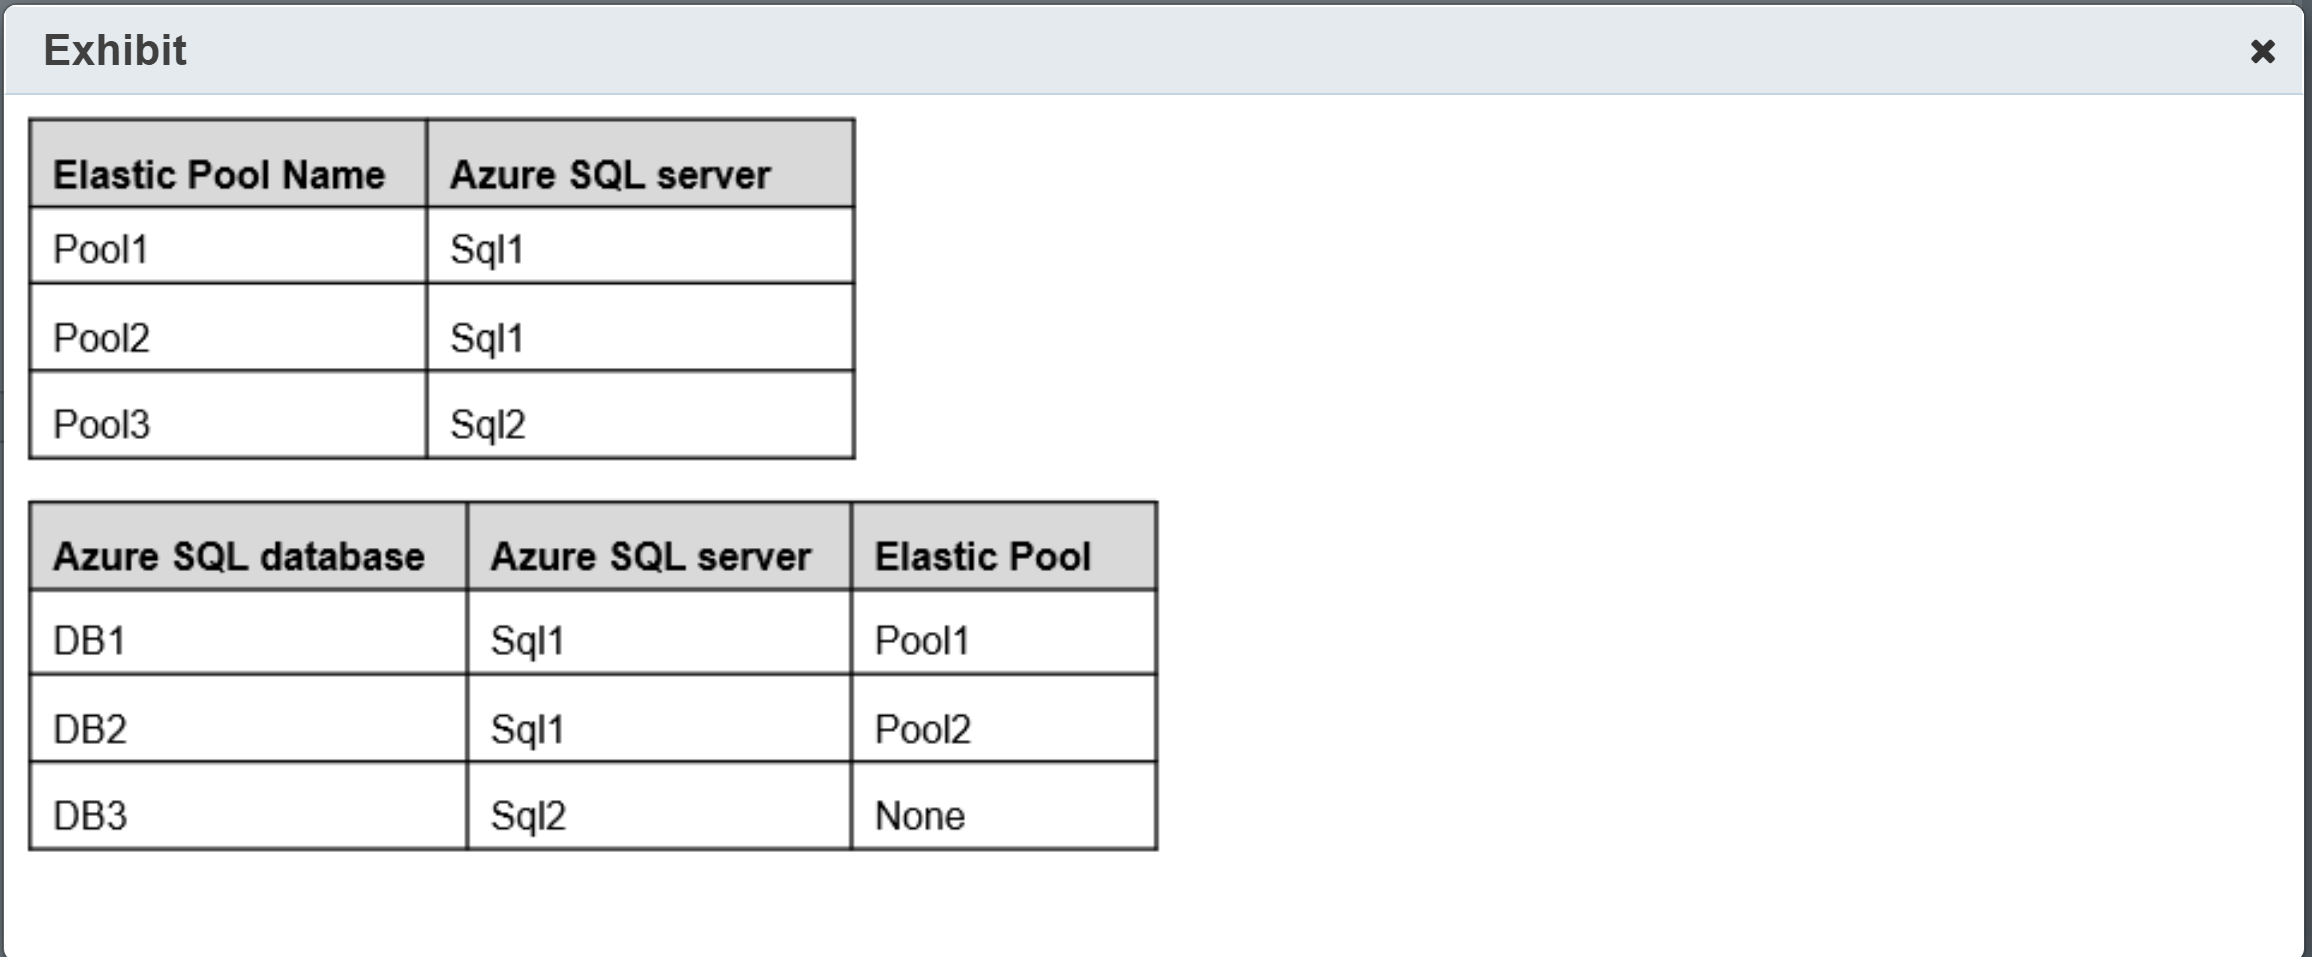 Exhibit
Elastic Pool Name Azure SQL server
Pool1 Sql1
Pool2 Sql1
Pool3 Sql2
Azure SQL database Azure SQL server Elastic Pool
DB1 Sql1 Pool1
DB2 Sql1 Pool2
DB3 Sql2 None